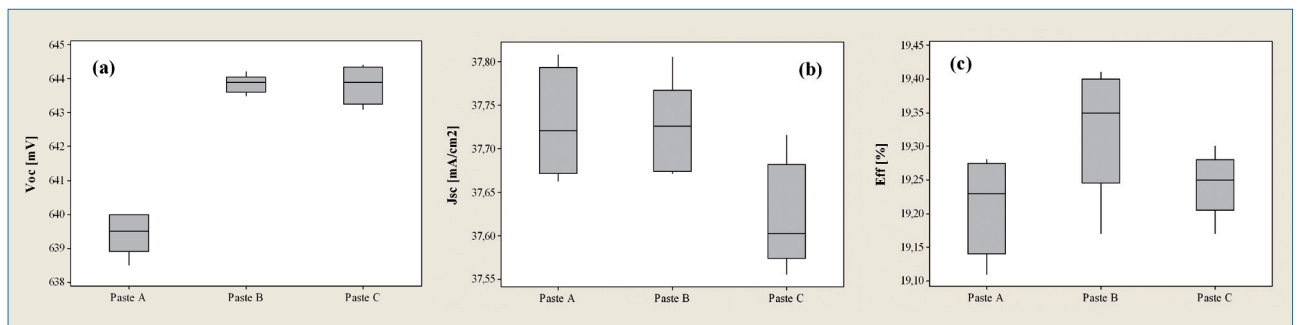 (a)
Voc [mV]
645
644
643
642
641
640
639
638
Paste A
Paste B
Paste C
(b)
Jsc [mA/cm2]
37,80
37,75
37,70
37,65
37,60
37,55
Paste A
Paste B
Paste C
(c)
Eff [%]
19,45
19,40
19,35
19,30
19,25
19,20
19,15
19,10
Paste A
Paste B
Paste C